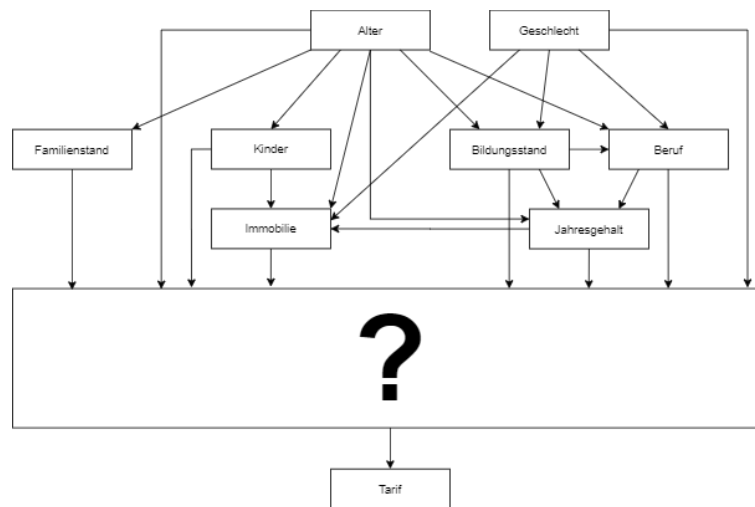 Alter
Geschlecht
Familienstand
Kinder
Bildungsstand
Beruf
Immobilie
Jahresgehalt
?
Tarif